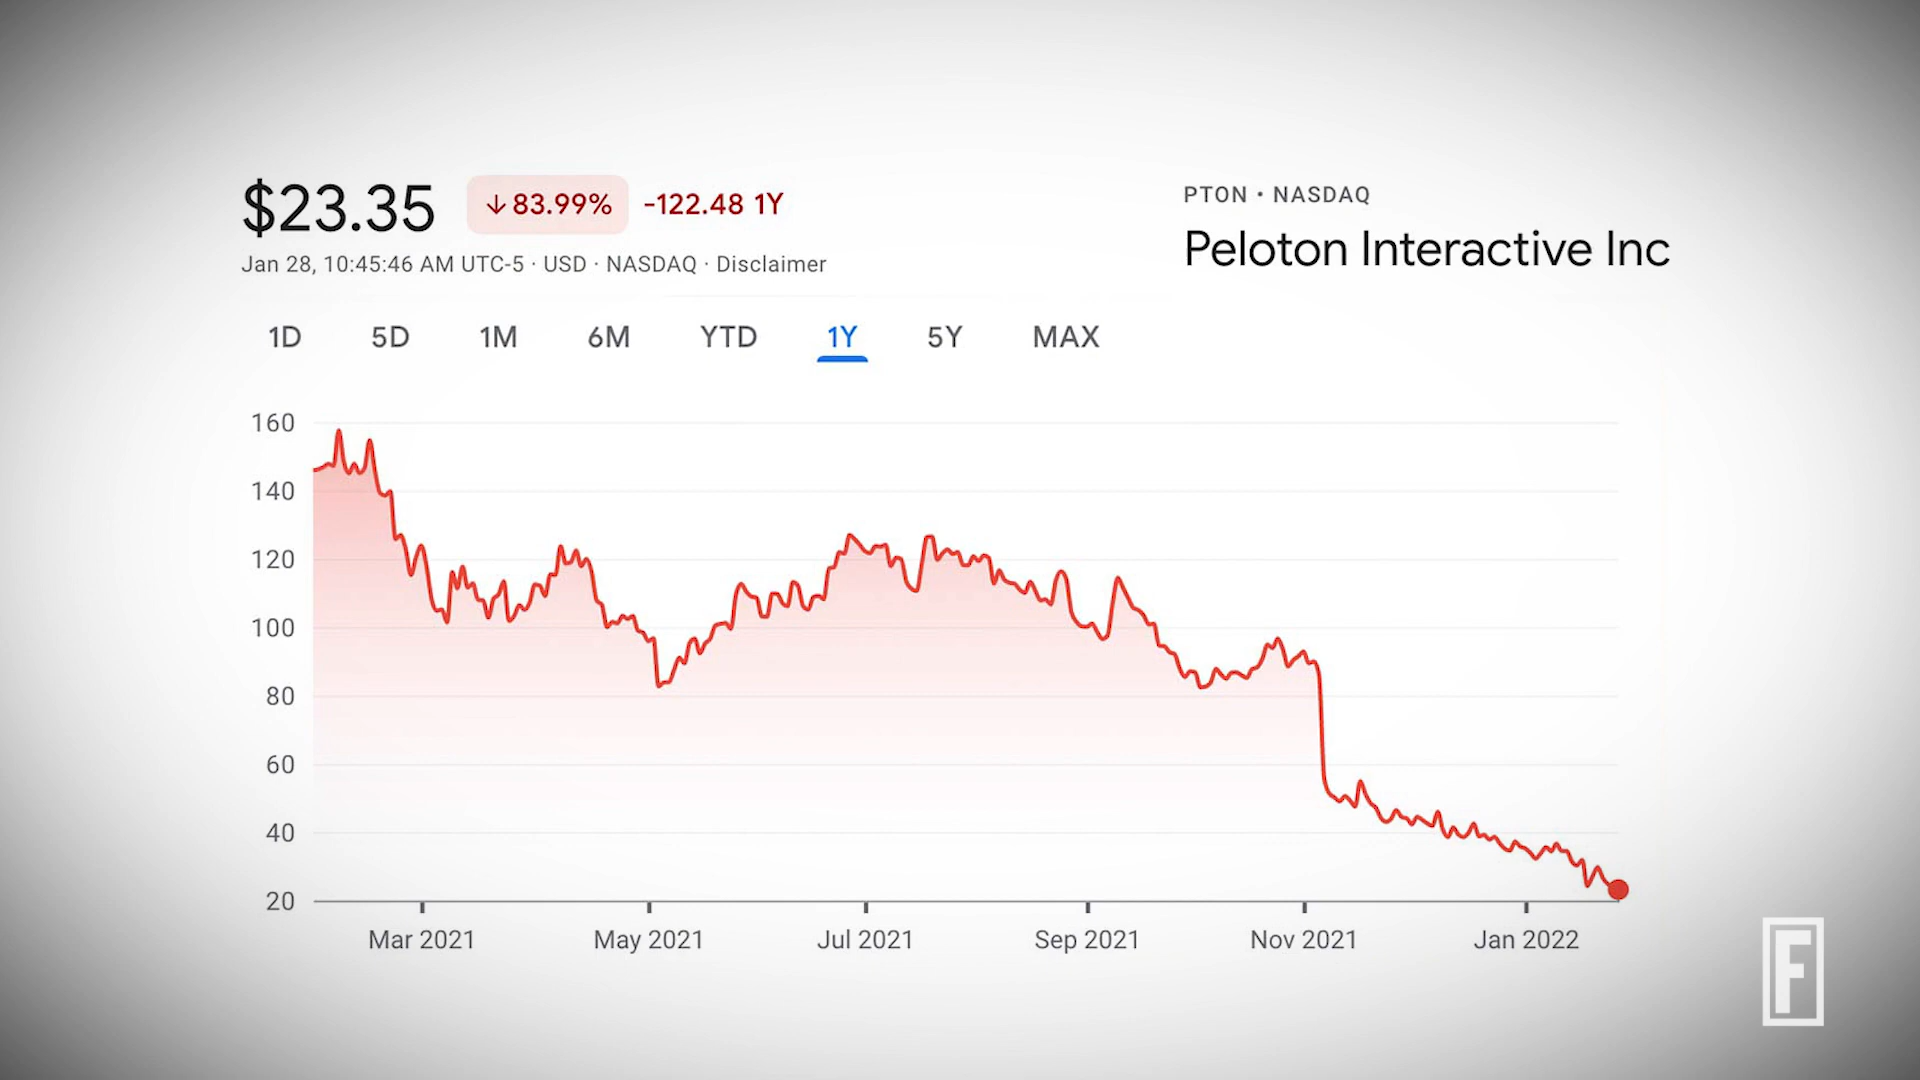 $23.35 ↓83.99% -122.48 1Y
Jan 28, 10:45:46 AM UTC-5 · USD · NASDAQ · Disclaimer
PTON • NASDAQ
Peloton Interactive Inc
1D 5D 1M 6M YTD 1Y 5Y MAX
160
140
120
100
80
60
40
20
Mar 2021 May 2021 Jul 2021 Sep 2021 Nov 2021 Jan 2022
F